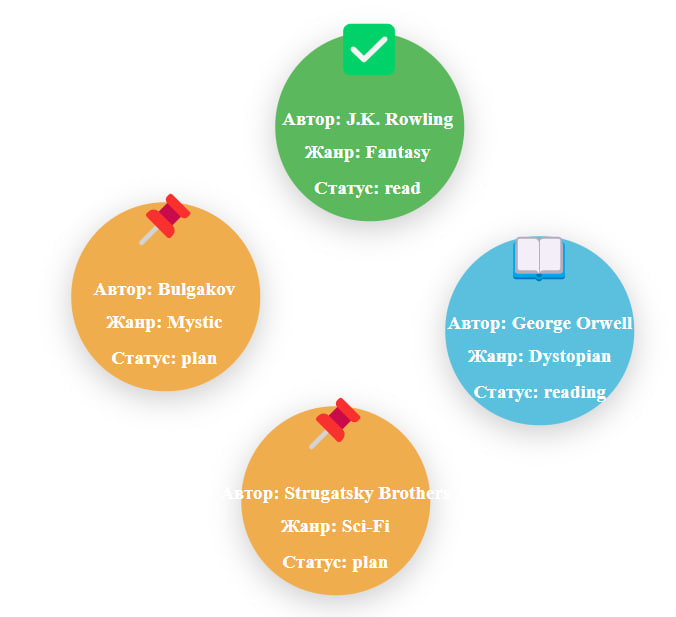 Автор: J.K. Rowling
Жанр: Fantasy
Статус: read
Автор: Bulgakov
Жанр: Mystic
Статус: plan
Автор: George Orwell
Жанр: Dystopian
Статус: reading
Автор: Strugatsky Brothers
Жанр: Sci-Fi
Статус: plan